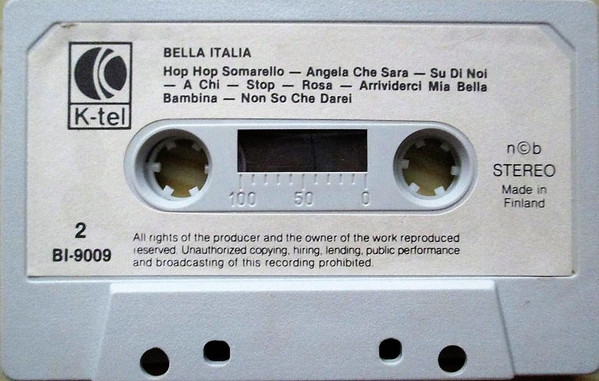 BELLA ITALIA
Hop Hop Somarello — Angela Che Sara — Su Di Noi
— A Chi — Stop — Rosa — Arrividerci Mia Bella
Bambina — Non So Che Darei
K-tel
n©b
STEREO
Made in
Finland
100 50 0
2
BI-9009
All rights of the producer and the owner of the work reproduced
reserved. Unauthorized copying, hiring, lending, public performance
and broadcasting of this recording prohibited.